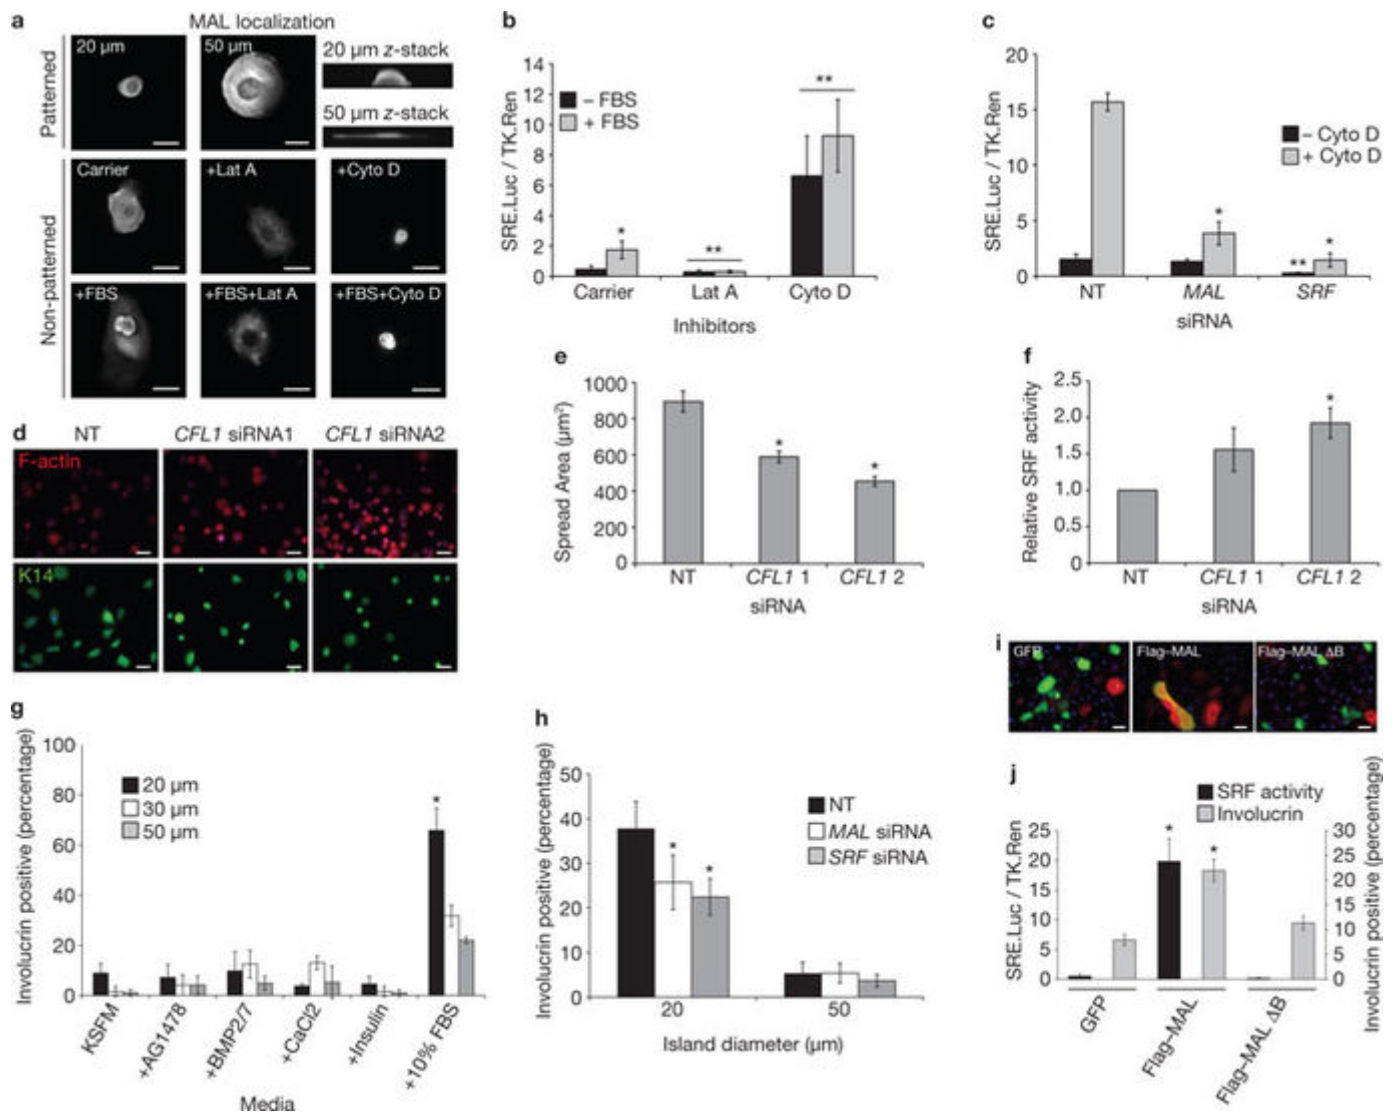 a
MAL localization
Patterned
20 µm
50 µm
20 µm z-stack
50 µm z-stack
Non-patterned
Carrier
+Lat A
+Cyto D
+FBS
+FBS+Lat A
+FBS+Cyto D
b
SRE.Luc / TK.Ren
14
12
10
8
6
4
2
0
– FBS
+ FBS
*
**
**
Carrier
Lat A
Cyto D
Inhibitors
c
SRE.Luc / TK.Ren
20
15
10
5
0
– Cyto D
+ Cyto D
*
**
*
NT
MAL
SRF
siRNA
d
NT
CFL1 siRNA1
CFL1 siRNA2
F-actin
K14
e
Spread Area (µm²)
1000
800
600
400
200
0
*
*
NT
CFL1 1
CFL1 2
siRNA
f
Relative SRF activity
2.5
2.0
1.5
1.0
0.5
0
*
NT
CFL1 1
CFL1 2
siRNA
g
Involucrin positive (percentage)
100
80
60
40
20
0
20 µm
30 µm
50 µm
*
KSFM
+AG1478
+BMP2/7
+CaCl2
+Insulin
+10% FBS
Media
h
Involucrin positive (percentage)
50
40
30
20
10
0
NT
MAL siRNA
SRF siRNA
*
*
20
50
Island diameter (µm)
i
GFP
Flag–MAL
Flag–MAL ΔB
j
SRF activity
Involucrin
SRE.Luc / TK.Ren
25
20
15
10
5
0
*
*
30
25
20
15
10
5
0
Involucrin positive (percentage)
GFP
Flag–MAL
Flag–MAL ΔB